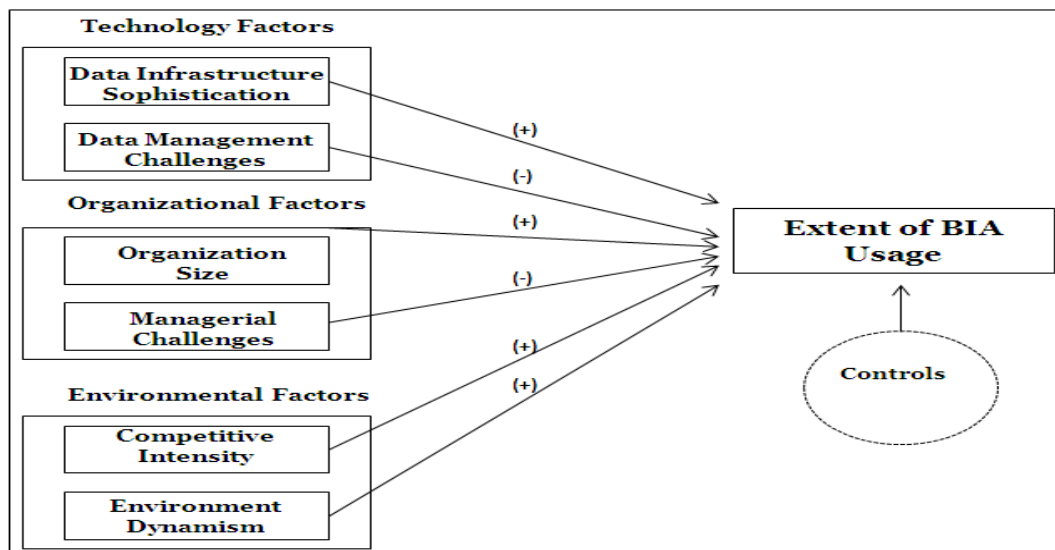 Technology Factors
Data Infrastructure
Sophistication
(+)
Data Management
Challenges
(-)
Organizational Factors
(+)
Organization
Size
(-)
Managerial
Challenges
(+)
Environmental Factors
(+)
Competitive
Intensity
Environment
Dynamism
Extent of BIA
Usage
Controls